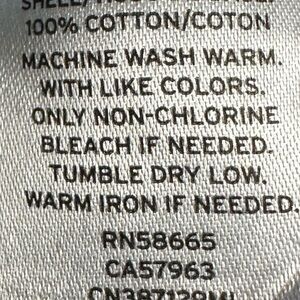 100% COTTON/COTON
MACHINE WASH WARM.
WITH LIKE COLORS.
ONLY NON-CHLORINE
BLEACH IF NEEDED.
TUMBLE DRY LOW.
WARM IRON IF NEEDED.
RN58665
CA57963